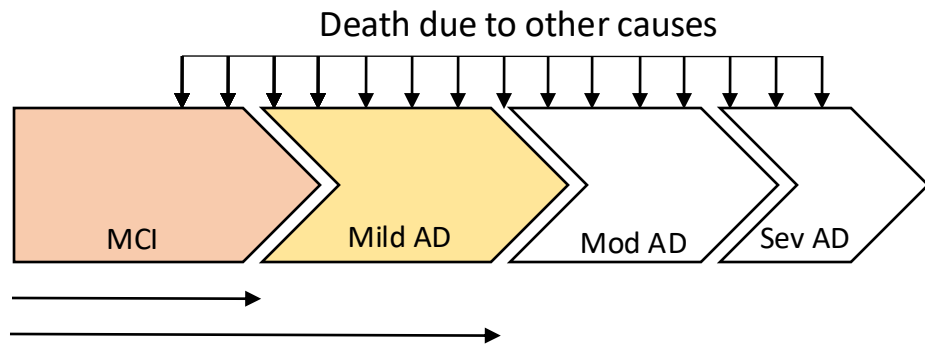 Death due to other causes
MCI
Mild AD
Mod AD
Sev AD